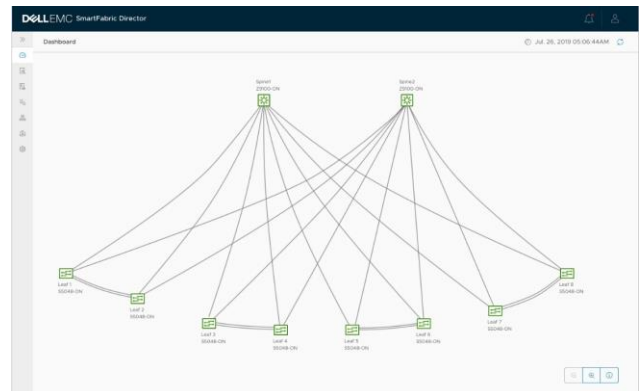 DELLEMC SmartFabric Director
Dashboard
Jul. 26, 2019 05:06:44AM
Spine1
Z9100-ON
Spine2
Z9100-ON
Leaf 1
S5048-ON
Leaf 2
S5048-ON
Leaf 3
S5048-ON
Leaf 4
S5048-ON
Leaf 5
S5048-ON
Leaf 6
S5048-ON
Leaf 7
S5048-ON
Leaf 8
S5048-ON